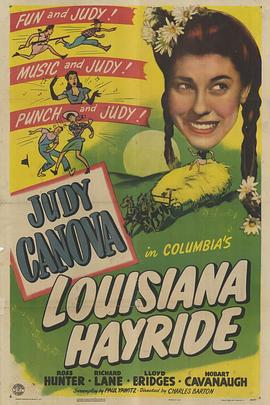 FUN and JUDY!
MUSIC and JUDY!
PUNCH and JUDY!
JUDY
CANOVA
in COLUMBIA'S
LOUISIANA
HAYRIDE
ROSS HUNTER
RICHARD LANE
LLOYD BRIDGES
HOBART CAVANAUGH
Screenplay by PAUL YAWITZ · Directed by CHARLES BARTON